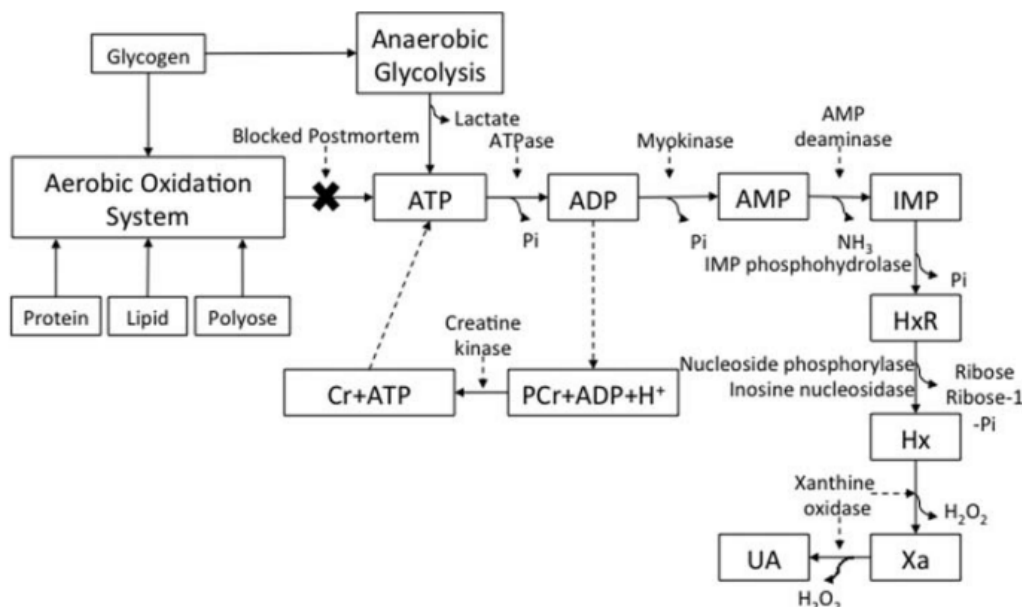 Glycogen
Anaerobic
Glycolysis
Lactate
Blocked Postmortem
ATPase
Myokinase
AMP
deaminase
Aerobic Oxidation
System
ATP
ADP
AMP
IMP
Pi
Pi
NH₃
IMP phosphohydrolase
Pi
Protein
Lipid
Polyose
HxR
Creatine
kinase
Nucleoside phosphorylase
Inosine nucleosidase
Ribose
Ribose-1
-Pi
Cr+ATP
PCr+ADP+H⁺
Hx
Xanthine
oxidase
H₂O₂
UA
Xa
H₂O₂